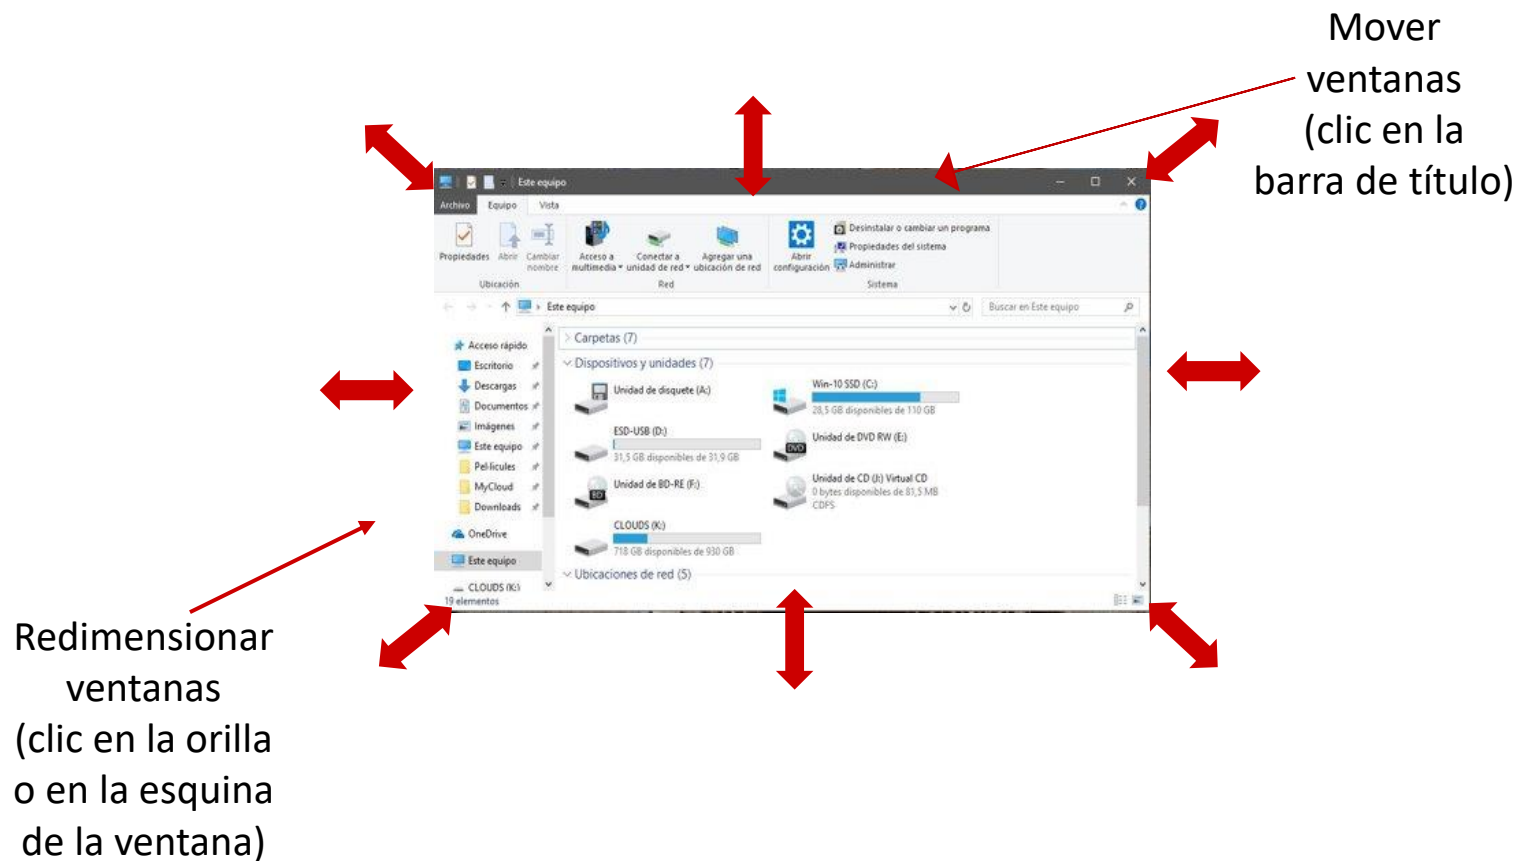 Mover
ventanas
(clic en la
barra de título)
Este equipo
Archivo Equipo Vista
Propiedades Abrir Cambiar nombre
Ubicación
Acceso a multimedia Conectar a unidad de red Agregar una ubicación de red
Red
Abrir configuración
Desinstalar o cambiar un programa
Propiedades del sistema
Administrar
Sistema
Este equipo
Buscar en Este equipo
Acceso rápido
Escritorio
Descargas
Documentos
Imágenes
Este equipo
Pel·lícules
MyCloud
Downloads
OneDrive
Este equipo
CLOUDS (K:)
19 elementos
Carpetas (7)
Dispositivos y unidades (7)
Unidad de disquete (A:)
Win-10 SSD (C:)
28,5 GB disponibles de 110 GB
ESD-USB (D:)
31,5 GB disponibles de 31,9 GB
Unidad de DVD RW (E:)
DVD
Unidad de BD-RE (F:)
BD
Unidad de CD (I:) Virtual CD
0 bytes disponibles de 81,5 MB
CDFS
CLOUDS (K:)
718 GB disponibles de 930 GB
Ubicaciones de red (5)
Redimensionar
ventanas
(clic en la orilla
o en la esquina
de la ventana)